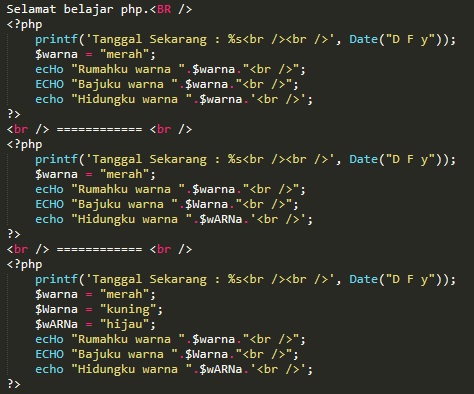 Selamat belajar php.<BR />
<?php
    printf('Tanggal Sekarang : %s<br /><br />', Date("D F y"));
    $warna = "merah";
    ecHo "Rumahku warna ".$warna."<br />";
    ECHO "Bajuku warna ".$warna."<br />";
    echo "Hidungku warna ".$warna.'<br />';
?>
<br /> ============ <br />
<?php
    printf('Tanggal Sekarang : %s<br /><br />', Date("D F y"));
    $warna = "merah";
    ecHo "Rumahku warna ".$warna."<br />";
    ECHO "Bajuku warna ".$Warna."<br />";
    echo "Hidungku warna ".$wARNa.'<br />';
?>
<br /> ============ <br />
<?php
    printf('Tanggal Sekarang : %s<br /><br />', Date("D F y"));
    $warna = "merah";
    $Warna = "kuning";
    $wARNa = "hijau";
    ecHo "Rumahku warna ".$warna."<br />";
    ECHO "Bajuku warna ".$Warna."<br />";
    echo "Hidungku warna ".$wARNa.'<br />';
?>